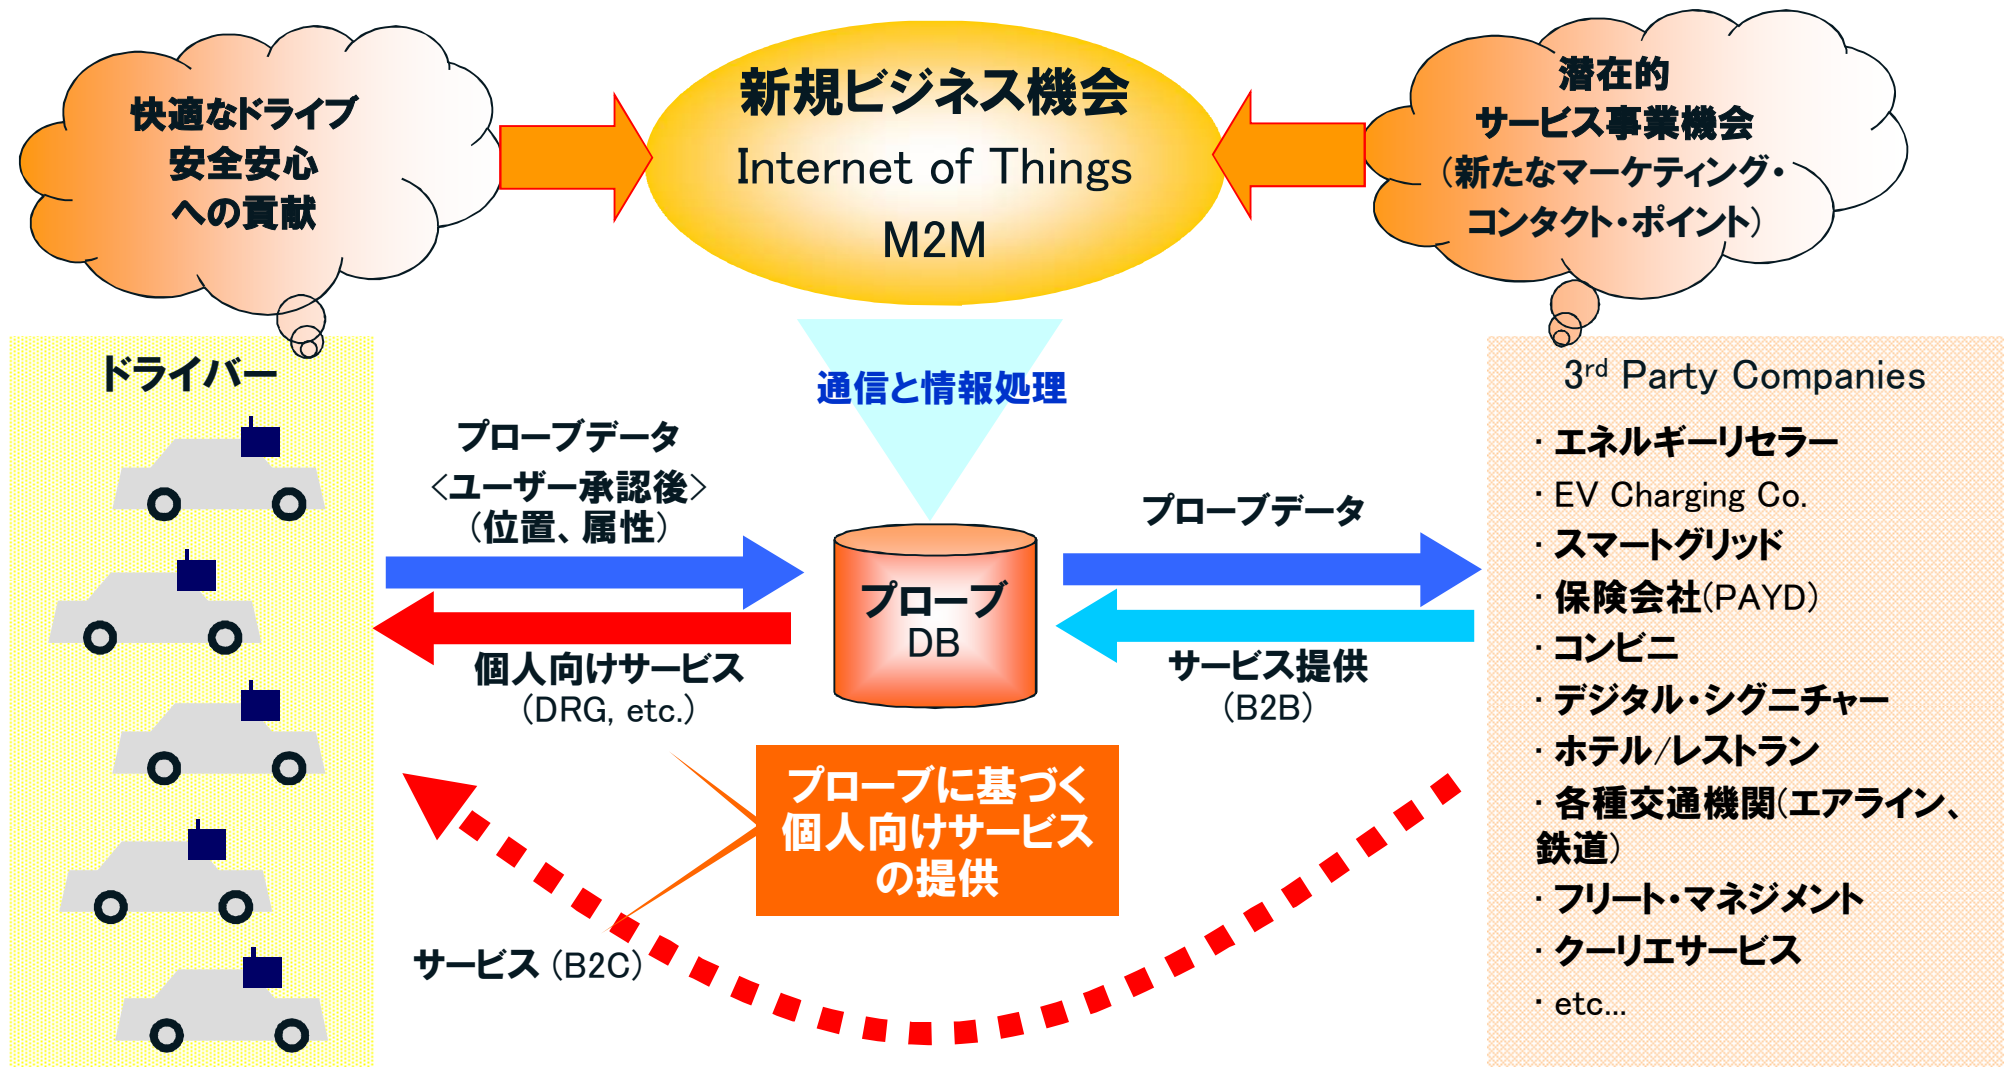 快適なドライブ
安全安心
への貢献
新規ビジネス機会
Internet of Things
M2M
潜在的
サービス事業機会
(新たなマーケティング・
コンタクト・ポイント)
ドライバー
通信と情報処理
プローブデータ
<ユーザー承認後>
(位置、属性)
個人向けサービス
(DRG, etc.)
プローブ
DB
プローブデータ
サービス提供
(B2B)
プローブに基づく
個人向けサービス
の提供
サービス (B2C)
3rd Party Companies
・エネルギーリセラー
・EV Charging Co.
・スマートグリッド
・保険会社(PAYD)
・コンビニ
・デジタル・シグニチャー
・ホテル/レストラン
・各種交通機関(エアライン、
鉄道)
・フリート・マネジメント
・クーリエサービス
・etc...